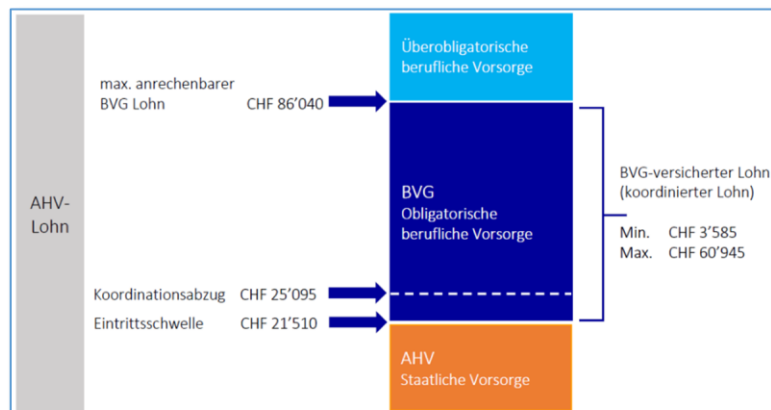 Überobligatorische
berufliche Vorsorge
max. anrechenbarer
BVG Lohn CHF 86'040
AHV-
Lohn
BVG
Obligatorische
berufliche Vorsorge
BVG-versicherter Lohn
(koordinierter Lohn)
Min. CHF 3'585
Max. CHF 60'945
Koordinationsabzug CHF 25'095
Eintrittsschwelle CHF 21'510
AHV
Staatliche Vorsorge